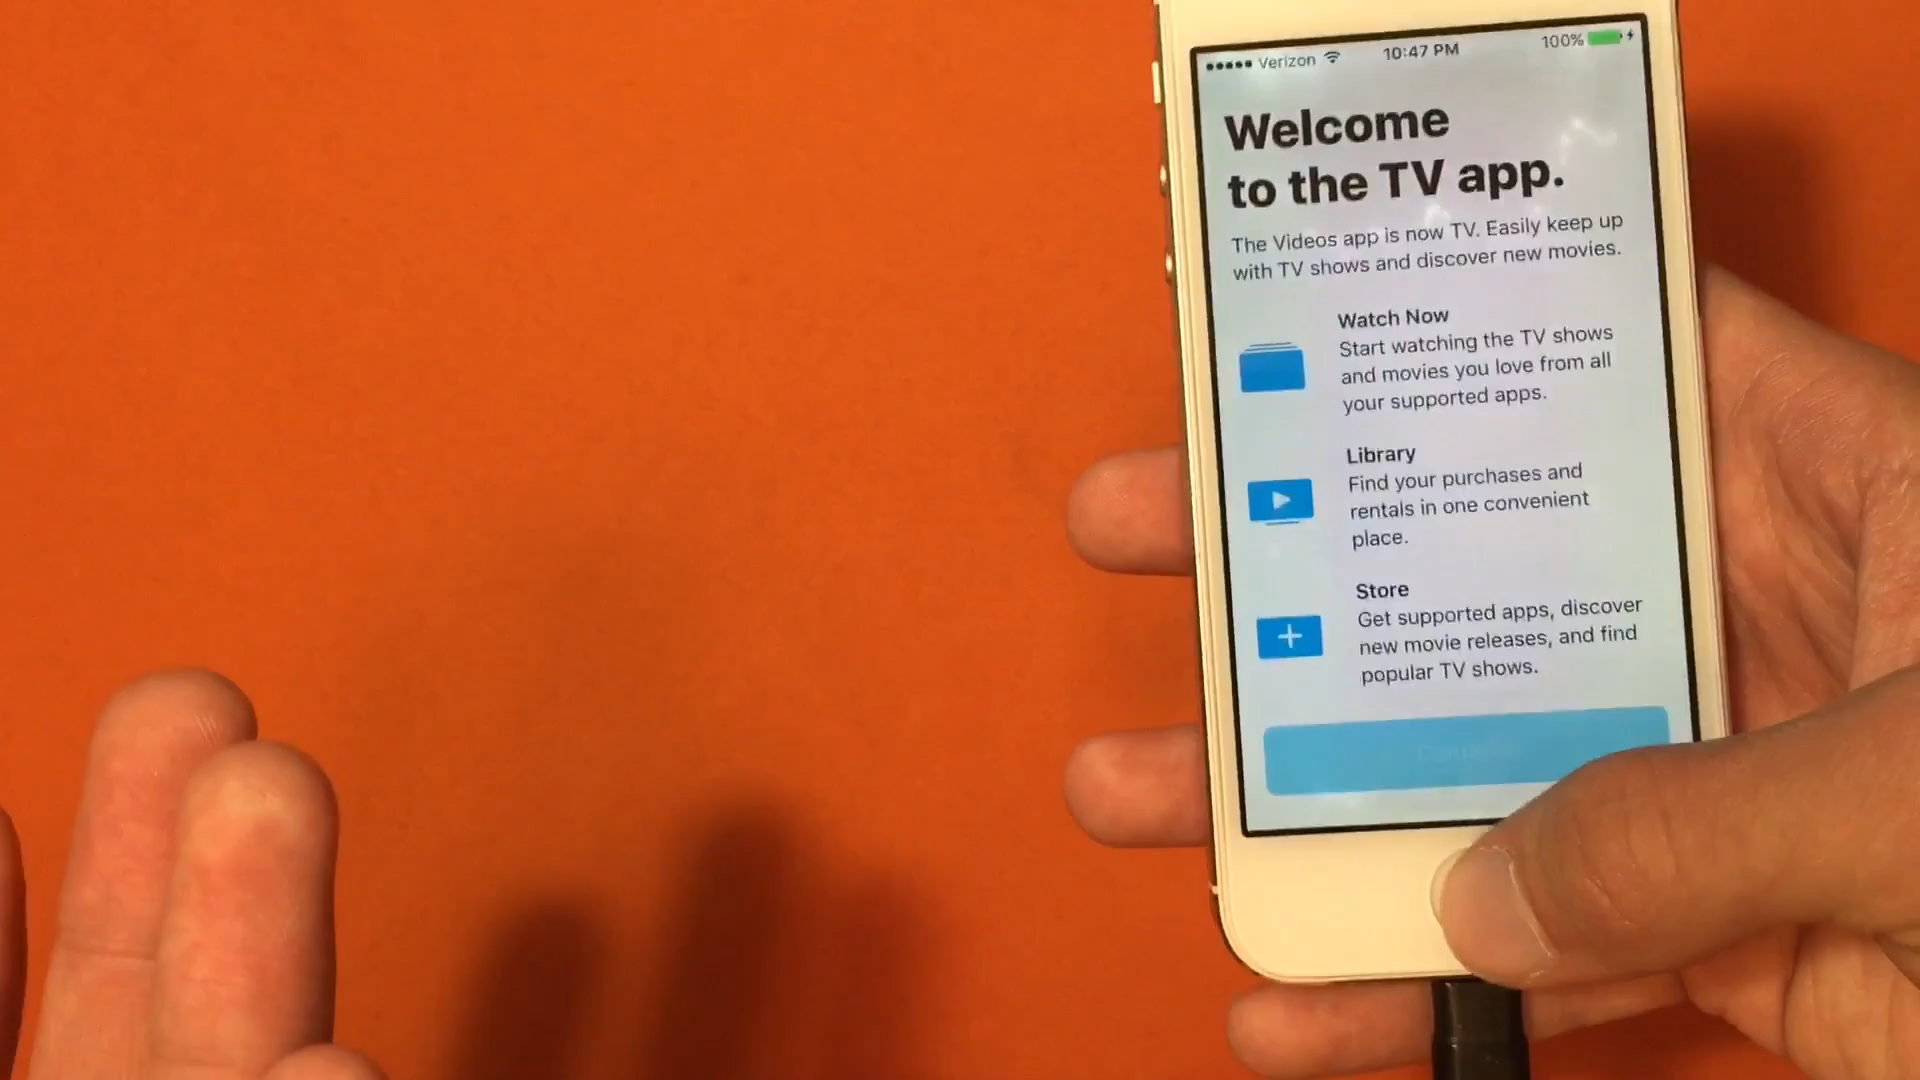 Verizon 10:47 PM 100%
Welcome
to the TV app.
The Videos app is now TV. Easily keep up
with TV shows and discover new movies.
Watch Now
Start watching the TV shows
and movies you love from all
your supported apps.
Library
Find your purchases and
rentals in one convenient
place.
Store
Get supported apps, discover
new movie releases, and find
popular TV shows.